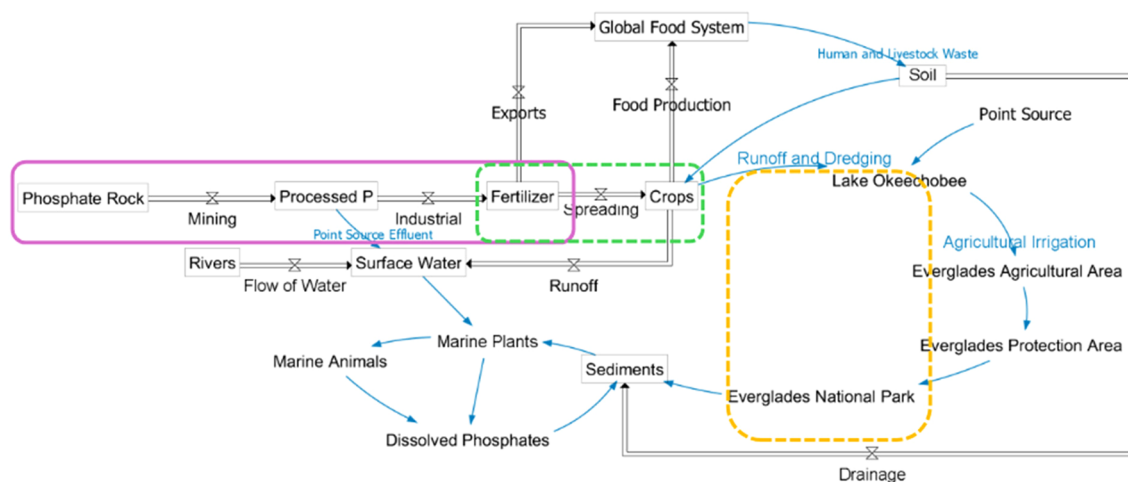 Global Food System
Human and Livestock Waste
Soil
Exports
Food Production
Point Source
Runoff and Dredging
Lake Okeechobee
Phosphate Rock
Processed P
Fertilizer
Crops
Mining
Industrial
Spreading
Point Source Effluent
Agricultural Irrigation
Rivers
Surface Water
Everglades Agricultural Area
Flow of Water
Runoff
Marine Plants
Everglades Protection Area
Marine Animals
Sediments
Everglades National Park
Dissolved Phosphates
Drainage